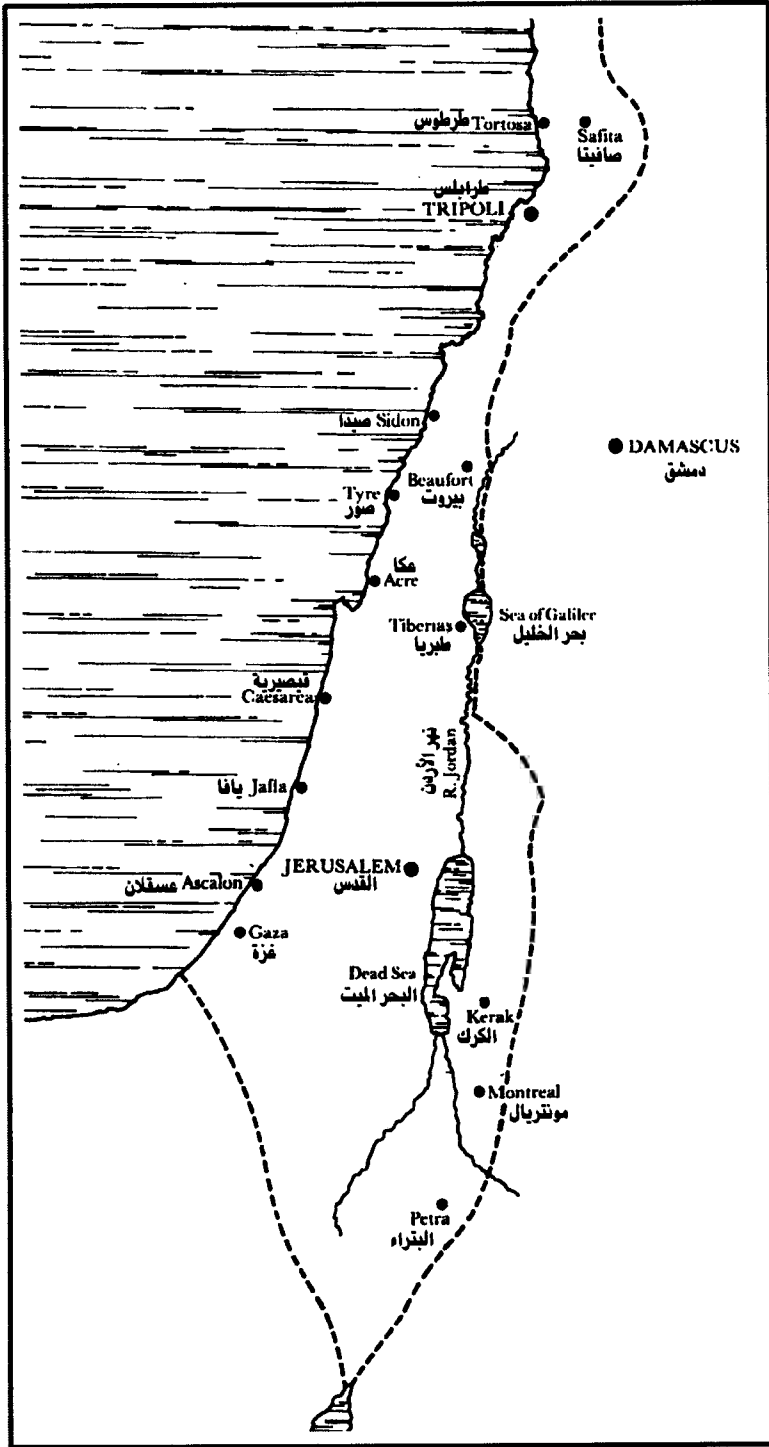 طرطوس Tortosa
Safita
صافيتا
طرابلس
TRIPOLI
صيدا Sidon
DAMASCUS
دمشق
Beaufort
بيروت
Tyre
صور
عكا
Acre
Sea of Galiler
بحر الخليل
Tiberias
طبريا
قيصيرية
Caesarea
نهر الأردن
R. Jordan
يافا Jaffa
JERUSALEM
القدس
عسقلان Ascalon
Gaza
غزة
Dead Sea
البحر الميت
Kerak
الكرك
Montreal
مونتريال
Petra
البتراء